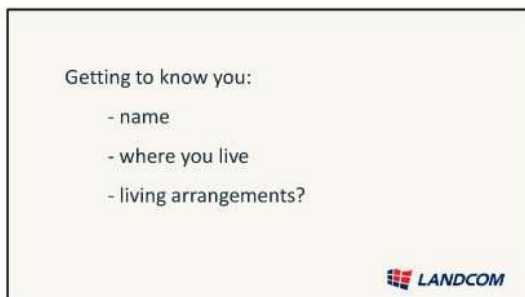 Getting to know you:
- name
- where you live
- living arrangements?
LANDCOM